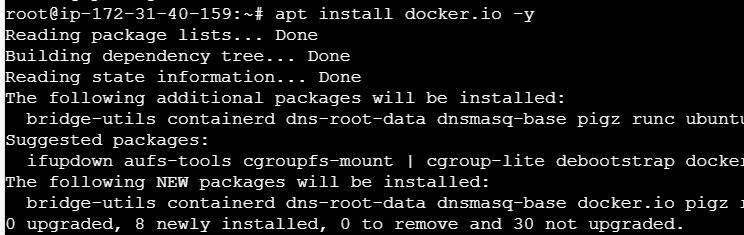 root@ip-172-31-40-159:~# apt install docker.io -y
Reading package lists... Done
Building dependency tree... Done
Reading state information... Done
The following additional packages will be installed:
  bridge-utils containerd dns-root-data dnsmasq-base pigz runc ubuntu
Suggested packages:
  ifupdown aufs-tools cgroupfs-mount | cgroup-lite debootstrap docker
The following NEW packages will be installed:
  bridge-utils containerd dns-root-data dnsmasq-base docker.io pigz
0 upgraded, 8 newly installed, 0 to remove and 30 not upgraded.